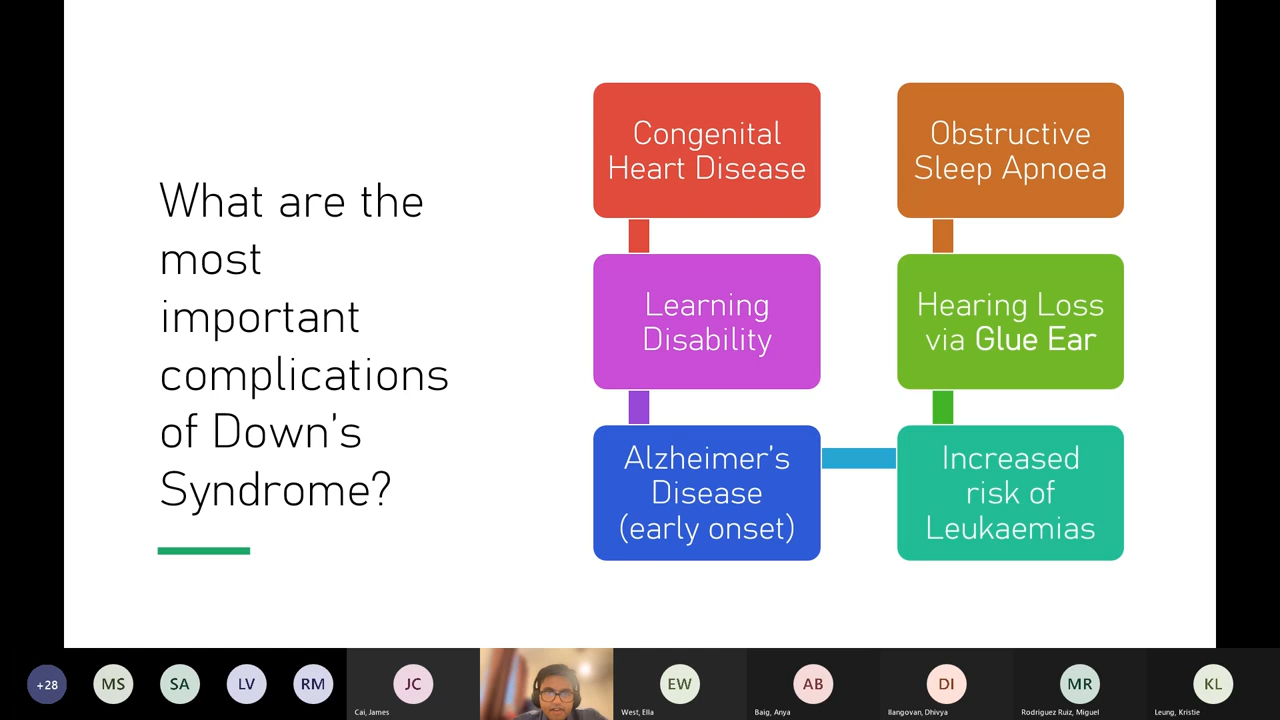 What are the
most
important
complications
of Down's
Syndrome?
Congenital
Heart Disease
Learning
Disability
Alzheimer's
Disease
(early onset)
Increased
risk of
Leukaemias
Hearing Loss
via Glue Ear
Obstructive
Sleep Apnoea
+28
MS
SA
LV
RM
JC
Cai, James
EW
West, Ella
AB
Baig, Anya
DI
Ilangovan, Dhivya
MR
Rodriguez Ruiz, Miguel
KL
Leung, Kristie